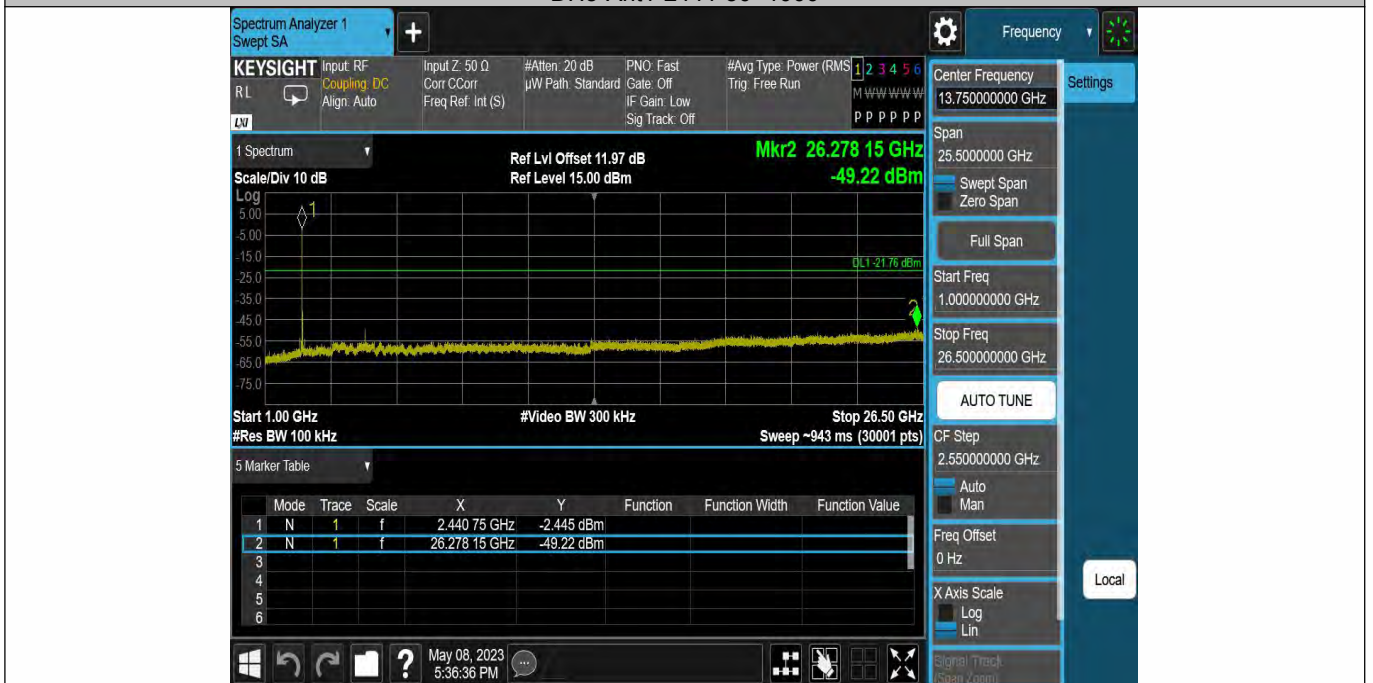 Spectrum Analyzer 1
Swept SA
+
Frequency
KEYSIGHT
RL
LXI
Input: RF
Coupling: DC
Align: Auto
Input Z: 50 Ω
Corr CCorr
Freq Ref: Int (S)
#Atten: 20 dB
µW Path: Standard
PNO: Fast
Gate: Off
IF Gain: Low
Sig Track: Off
#Avg Type: Power (RMS
Trig: Free Run
1 2 3 4 5 6
M W W W W W
P P P P P P
Center Frequency
13.750000000 GHz
Settings
Span
25.5000000 GHz
Swept Span
Zero Span
Full Span
Start Freq
1.000000000 GHz
Stop Freq
26.500000000 GHz
AUTO TUNE
CF Step
2.550000000 GHz
Auto
Man
Freq Offset
0 Hz
X Axis Scale
Log
Lin
Signal Track
(Span Zoom)
Local
1 Spectrum
Scale/Div 10 dB
Ref Lvl Offset 11.97 dB
Ref Level 15.00 dBm
Mkr2 26.278 15 GHz
-49.22 dBm
Log
5.00
-5.00
-15.0
-25.0
-35.0
-45.0
-55.0
-65.0
-75.0
1
DL1 -21.76 dBm
2
Start 1.00 GHz
#Video BW 300 kHz
Stop 26.50 GHz
#Res BW 100 kHz
Sweep ~943 ms (30001 pts)
5 Marker Table
Mode Trace Scale X Y Function Function Width Function Value
1 N 1 f 2.440 75 GHz -2.445 dBm
2 N 1 f 26.278 15 GHz -49.22 dBm
3
4
5
6
?
May 08, 2023
5:36:36 PM